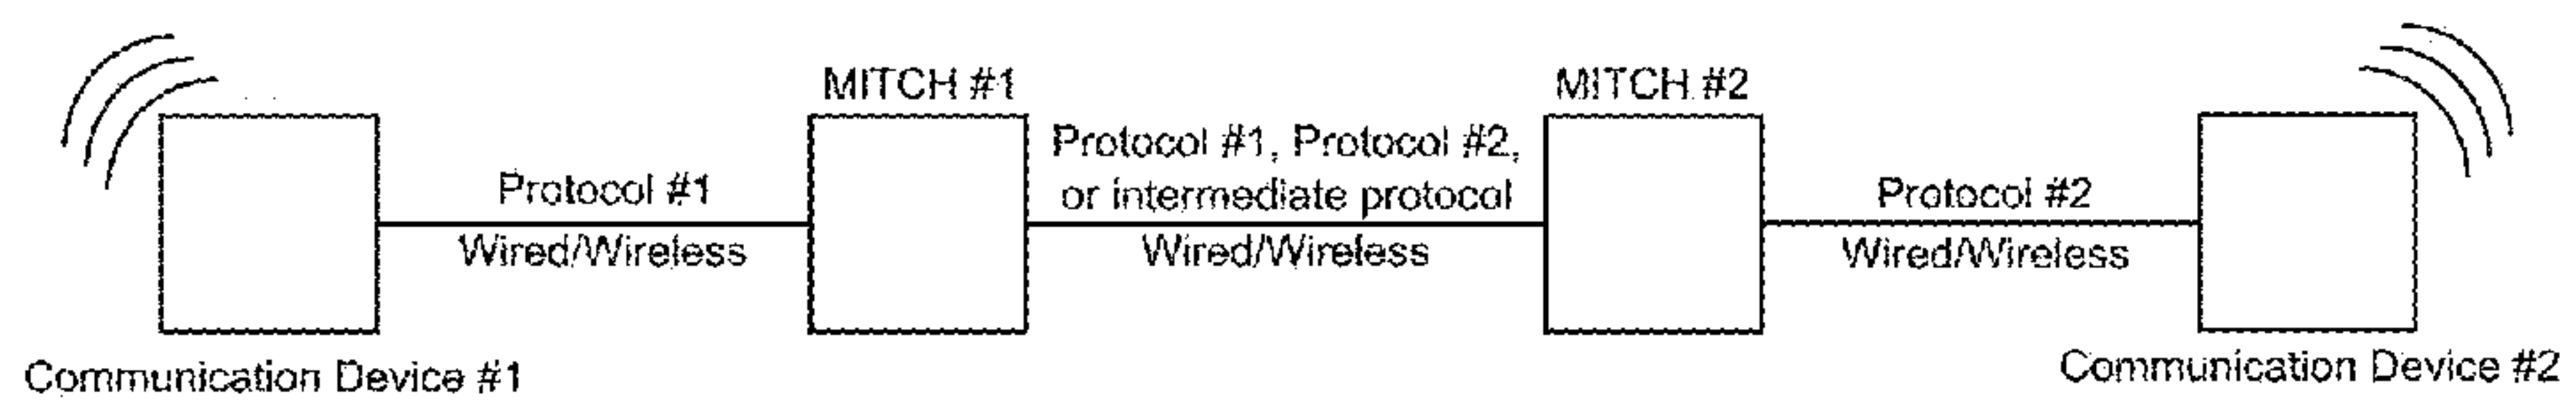 MITCH #1
MITCH #2
Protocol #1
Wired/Wireless
Protocol #1, Protocol #2,
or intermediate protocol
Wired/Wireless
Protocol #2
Wired/Wireless
Communication Device #1
Communication Device #2